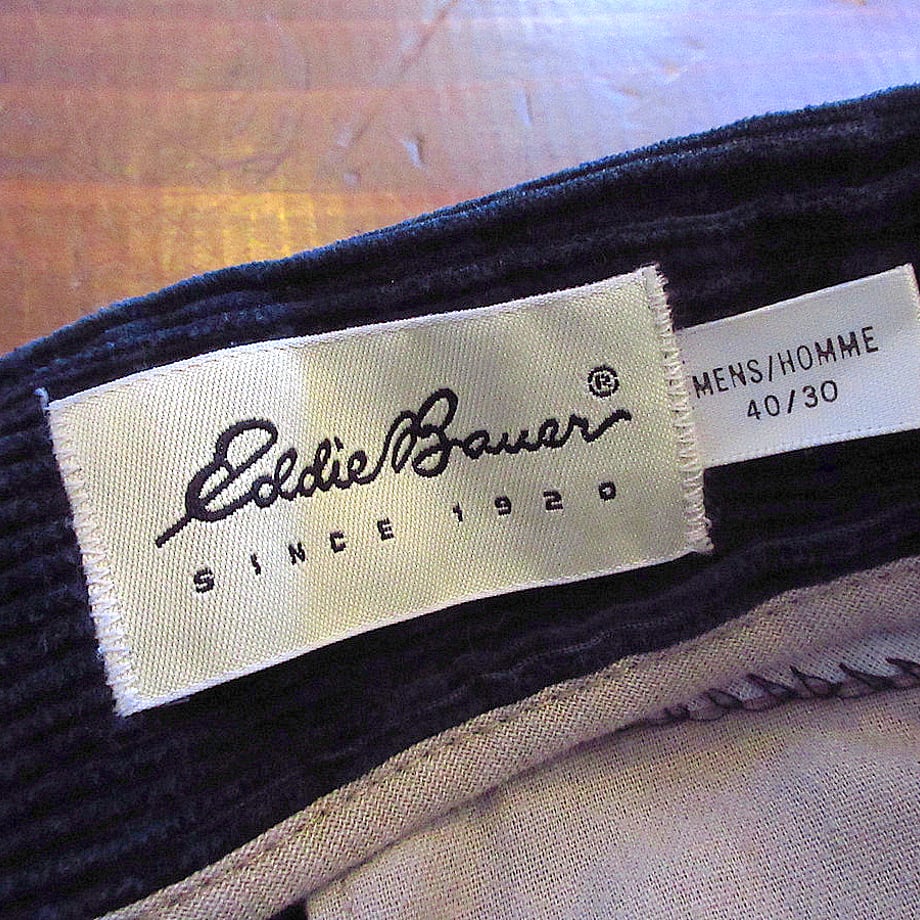 Eddie Bauer®
SINCE 1920
MENS/HOMME
40/30